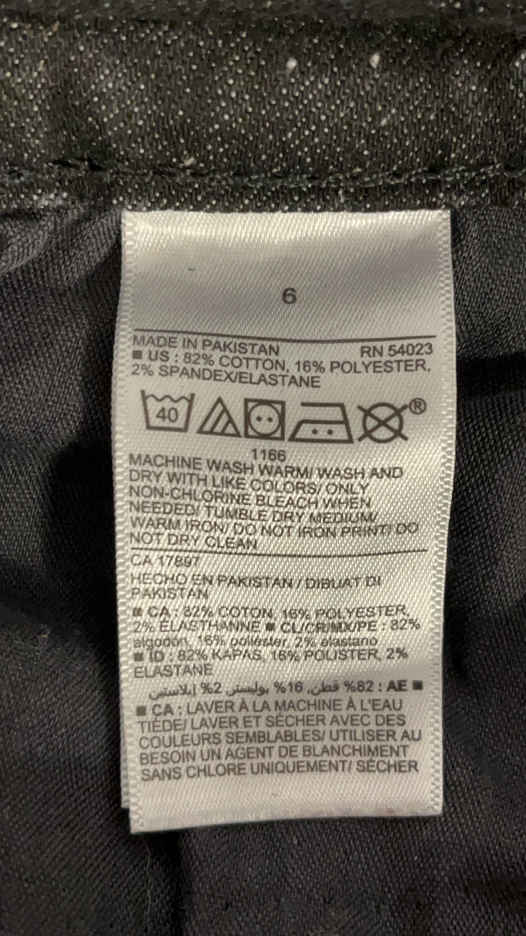 6
MADE IN PAKISTAN RN 54023
■ US : 82% COTTON, 16% POLYESTER,
2% SPANDEX/ELASTANE
40 ®
1166
MACHINE WASH WARM/ WASH AND
DRY WITH LIKE COLORS/ ONLY
NON-CHLORINE BLEACH WHEN
NEEDED/ TUMBLE DRY MEDIUM/
WARM IRON/ DO NOT IRON PRINT/ DO
NOT DRY CLEAN
CA 17897
HECHO EN PAKISTAN / DIBUAT DI
PAKISTAN
■ CA : 82% COTON, 16% POLYESTER,
2% ÉLASTHANNE ■ CL/CR/MX/PE : 82%
algodón, 16% poliéster, 2% elastano
■ ID : 82% KAPAS, 16% POLISTER, 2%
ELASTANE
■ AE : 82% قطن, 16% بوليستر, 2% إيلاستين
■ CA : LAVER À LA MACHINE À L'EAU
TIÈDE/ LAVER ET SÉCHER AVEC DES
COULEURS SEMBLABLES/ UTILISER AU
BESOIN UN AGENT DE BLANCHIMENT
SANS CHLORE UNIQUEMENT/ SÉCHER